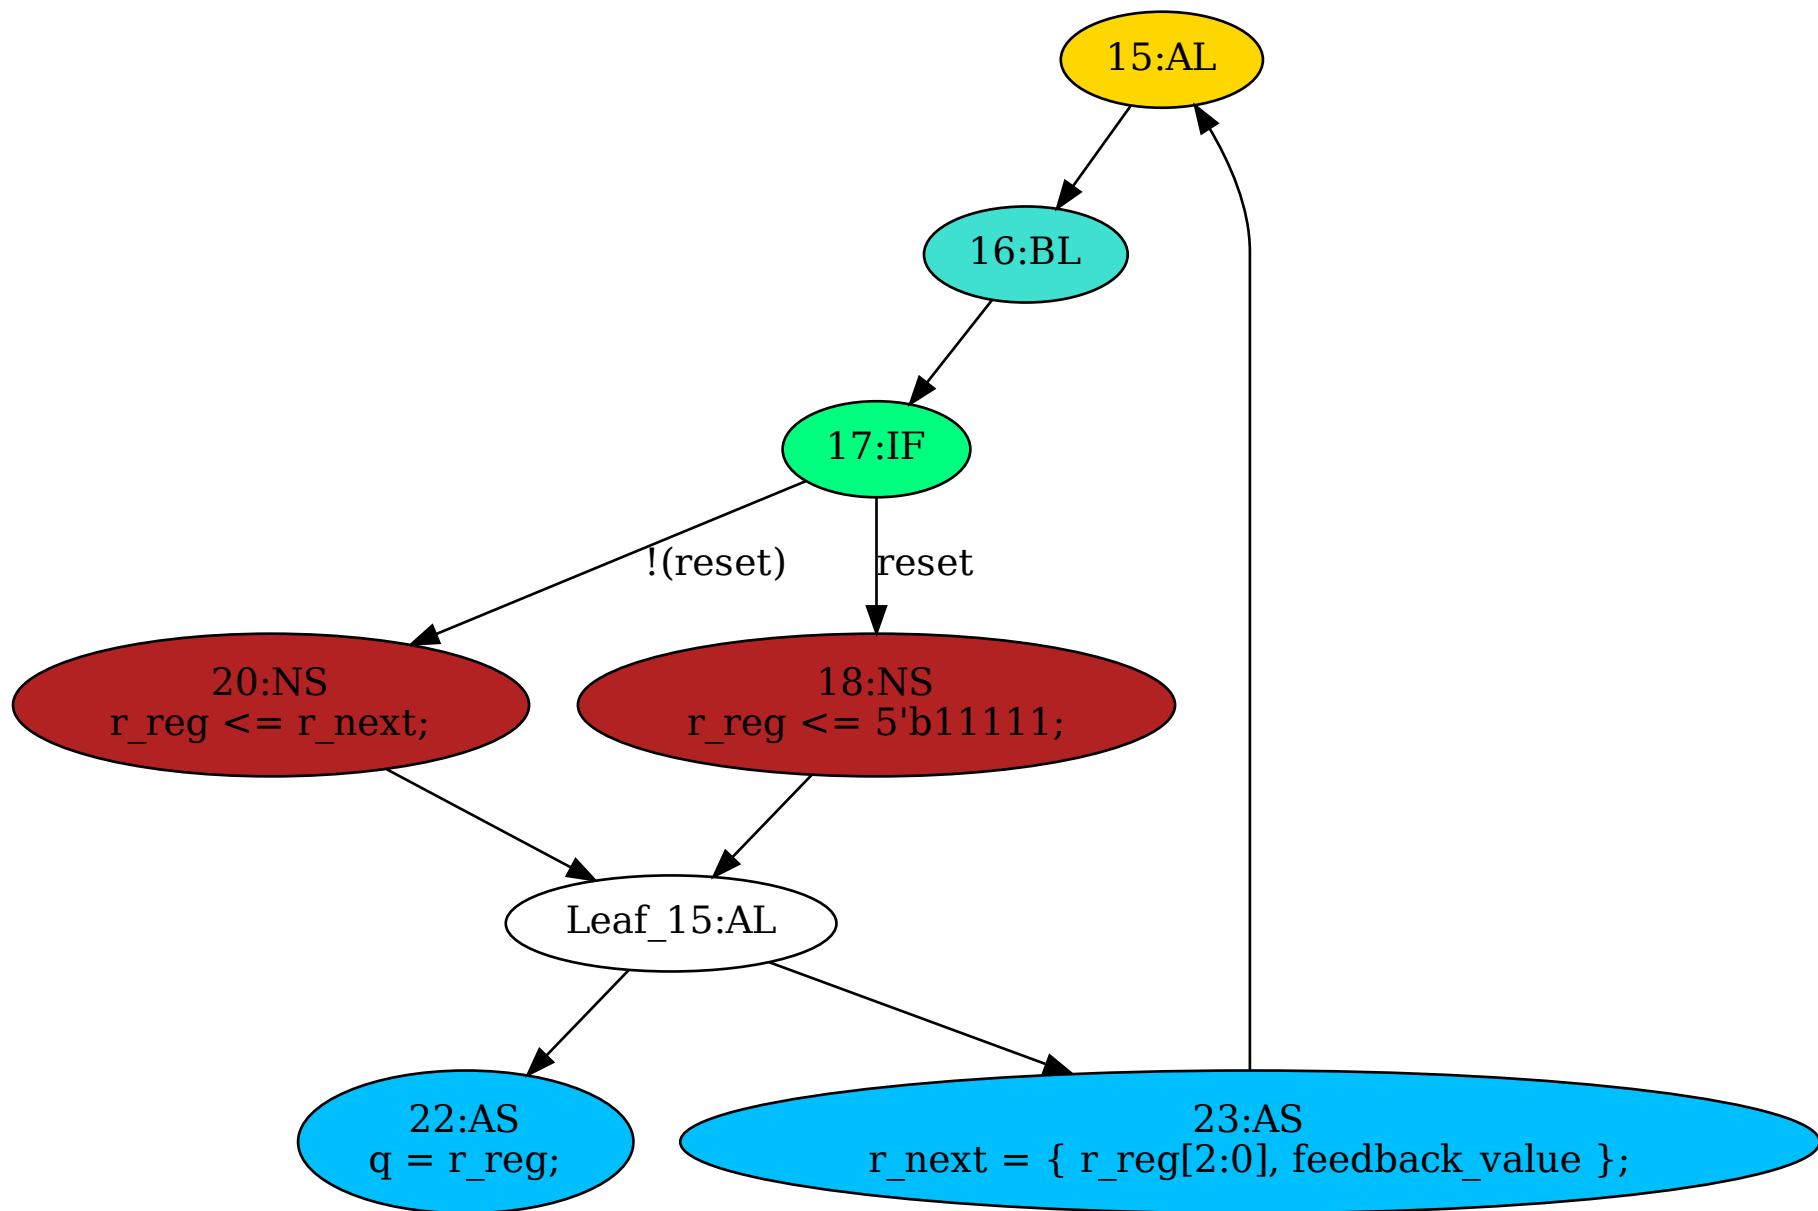 15:AL
16:BL
17:IF
!(reset)
reset
20:NS
r_reg <= r_next;
18:NS
r_reg <= 5'b11111;
Leaf_15:AL
22:AS
q = r_reg;
23:AS
r_next = { r_reg[2:0], feedback_value };